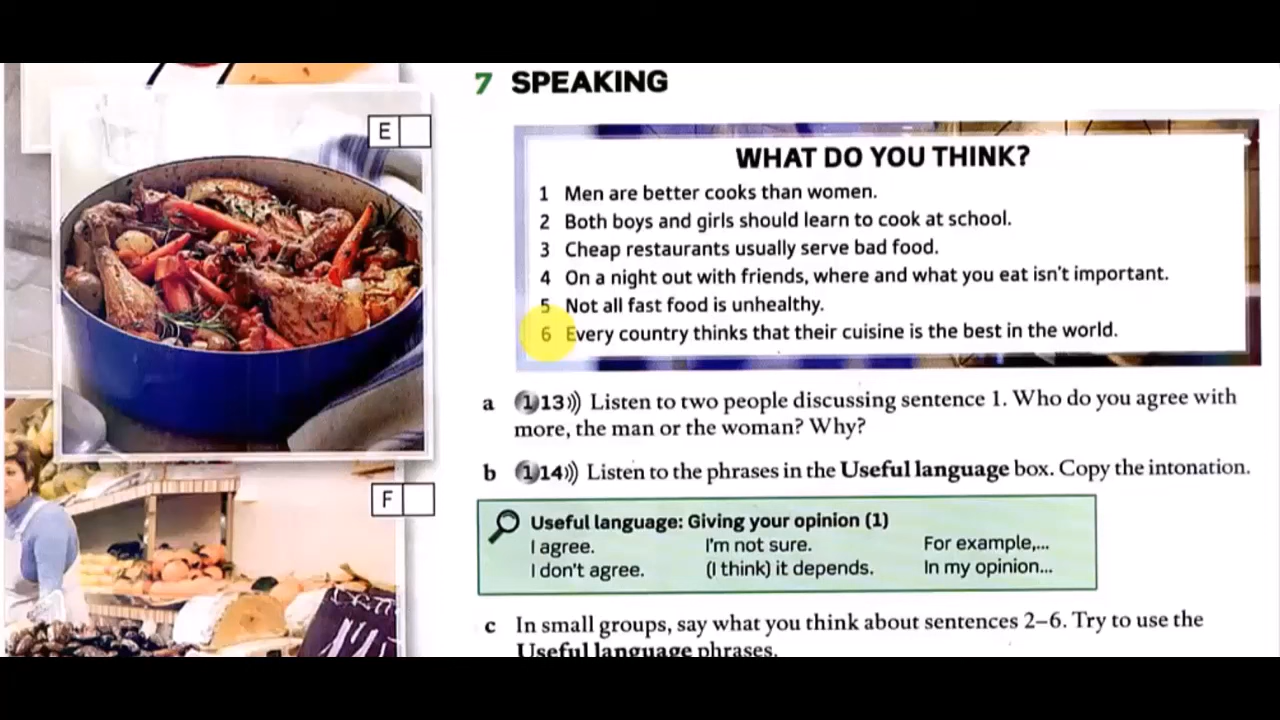 E
F
7 SPEAKING
WHAT DO YOU THINK?
1 Men are better cooks than women.
2 Both boys and girls should learn to cook at school.
3 Cheap restaurants usually serve bad food.
4 On a night out with friends, where and what you eat isn't important.
5 Not all fast food is unhealthy.
6 Every country thinks that their cuisine is the best in the world.
a 1 13 Listen to two people discussing sentence 1. Who do you agree with
more, the man or the woman? Why?
b 1 14 Listen to the phrases in the Useful language box. Copy the intonation.
Useful language: Giving your opinion (1)
I agree. I'm not sure. For example,...
I don't agree. (I think) it depends. In my opinion...
c In small groups, say what you think about sentences 2–6. Try to use the
Useful language phrases.